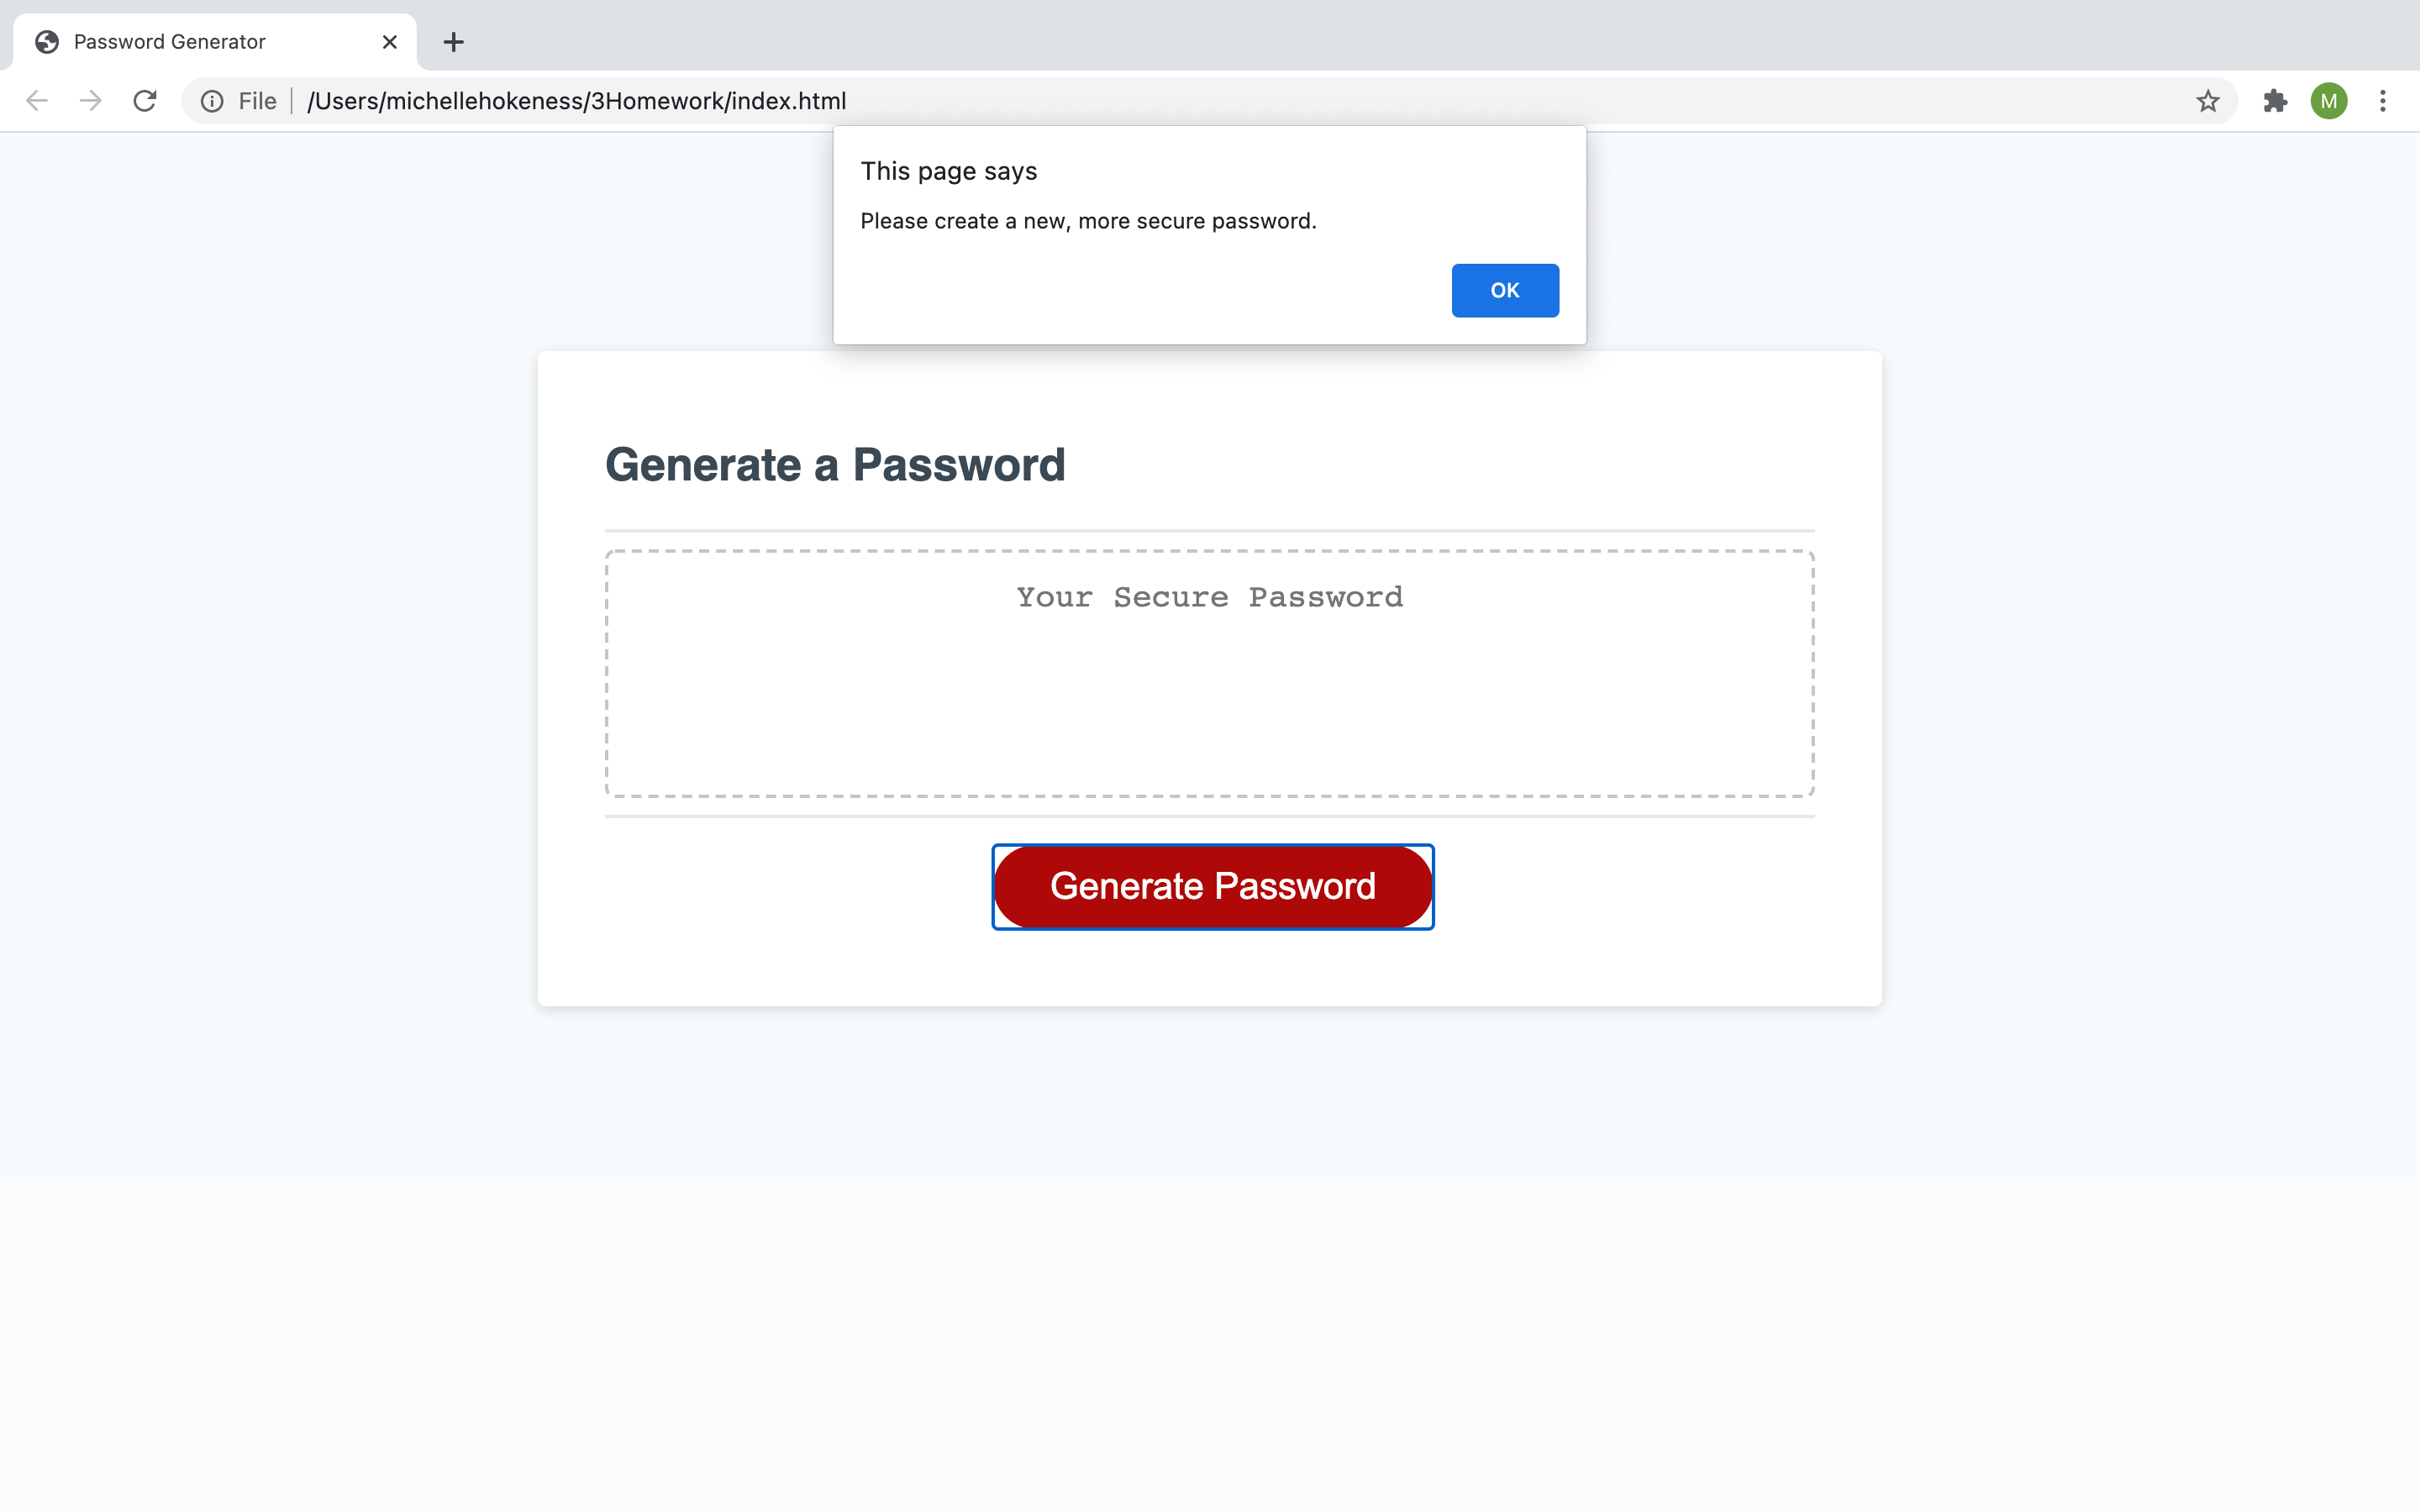 Password Generator
File /Users/michellehokeness/3Homework/index.html
M
This page says
Please create a new, more secure password.
OK
Generate a Password
Your Secure Password
Generate Password